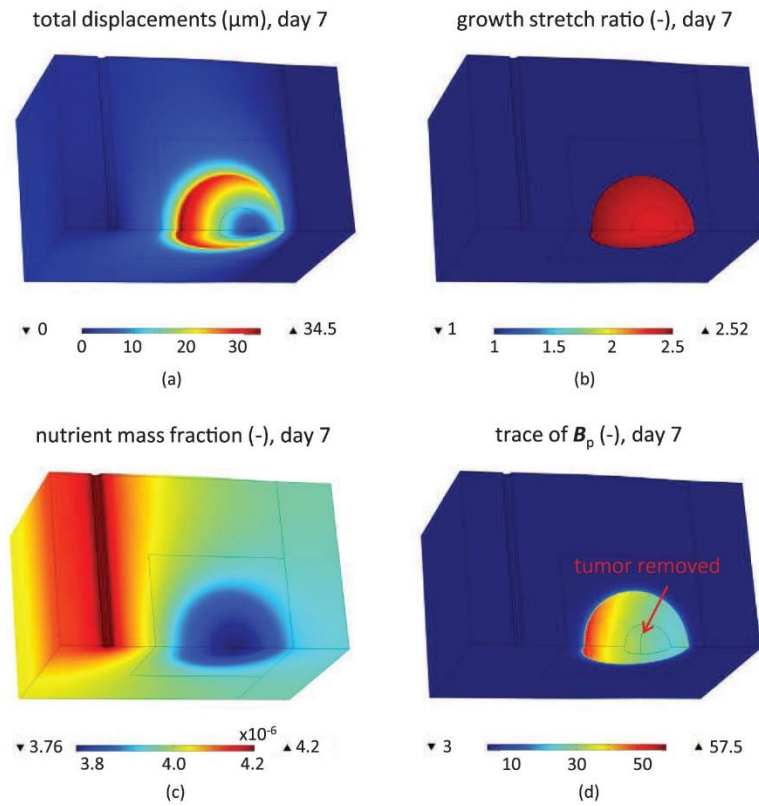 total displacements (μm), day 7
growth stretch ratio (-), day 7
▼ 0
▲ 34.5
0 10 20 30
(a)
▼ 1
▲ 2.52
1 1.5 2 2.5
(b)
nutrient mass fraction (-), day 7
trace of Bp (-), day 7
tumor removed
x10-6
▼ 3.76
▲ 4.2
3.8 4.0 4.2
(c)
▼ 3
▲ 57.5
10 30 50
(d)